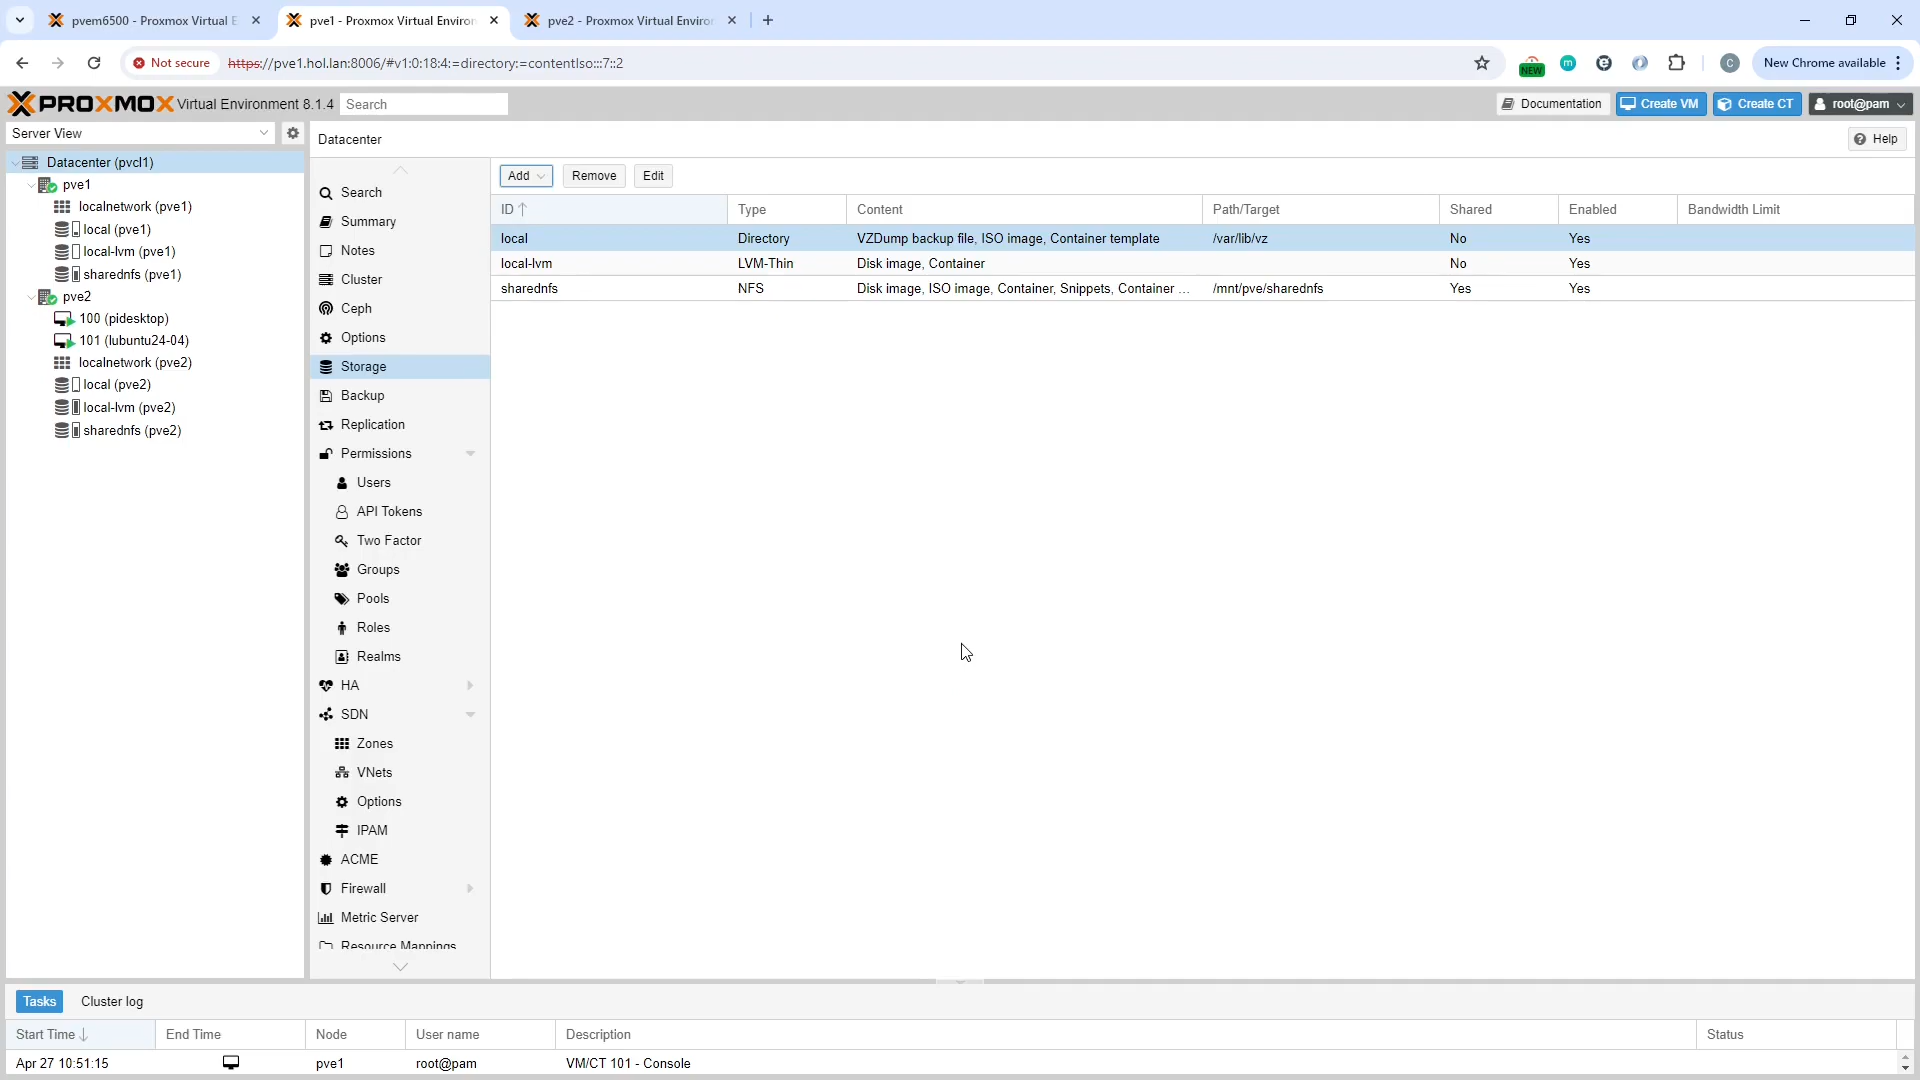 pvem6500 - Proxmox Virtual E
pve1 - Proxmox Virtual Environ
pve2 - Proxmox Virtual Enviror
Not secure
https://pve1.hol.lan:8006/#v1:0:18:4:=directory:=contentIso:::7::2
NEW
m
C
New Chrome available
PROXMOX Virtual Environment 8.1.4
Search
Documentation
Create VM
Create CT
root@pam
Server View
Datacenter
Help
Datacenter (pvcl1)
pve1
localnetwork (pve1)
local (pve1)
local-lvm (pve1)
sharednfs (pve1)
pve2
100 (pidesktop)
101 (lubuntu24-04)
localnetwork (pve2)
local (pve2)
local-lvm (pve2)
sharednfs (pve2)
Search
Summary
Notes
Cluster
Ceph
Options
Storage
Backup
Replication
Permissions
Users
API Tokens
Two Factor
Groups
Pools
Roles
Realms
HA
SDN
Zones
VNets
Options
IPAM
ACME
Firewall
Metric Server
Resource Mappings
Add
Remove
Edit
ID Type Content Path/Target Shared Enabled Bandwidth Limit
local Directory VZDump backup file, ISO image, Container template /var/lib/vz No Yes
local-lvm LVM-Thin Disk image, Container No Yes
sharednfs NFS Disk image, ISO image, Container, Snippets, Container ... /mnt/pve/sharednfs Yes Yes
Tasks
Cluster log
Start Time End Time Node User name Description Status
Apr 27 10:51:15 pve1 root@pam VM/CT 101 - Console